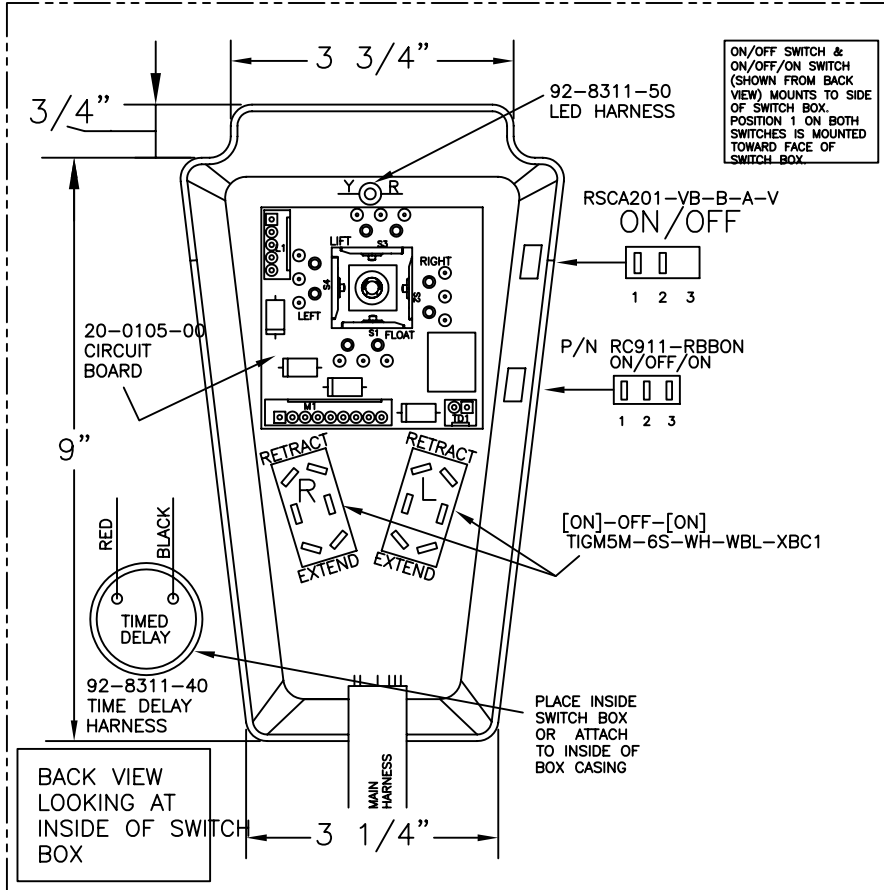 3 3/4”
3/4”
92-8311-50
LED HARNESS
ON/OFF SWITCH &
ON/OFF/ON SWITCH
(SHOWN FROM BACK
VIEW) MOUNTS TO SIDE
OF SWITCH BOX.
POSITION 1 ON BOTH
SWITCHES IS MOUNTED
TOWARD FACE OF
SWITCH BOX.
Y R
RSCA201-VB-B-A-V
ON/OFF
1 2 3
LIFT
S3
RIGHT
S4
S2
LEFT
S1
FLOAT
20-0105-00
CIRCUIT
BOARD
P/N RC911-RBBON
ON/OFF/ON
1 2 3
M1
TD1
9”
RETRACT
R
EXTEND
RETRACT
L
EXTEND
[ON]-OFF-[ON]
TIGM5M-6S-WH-WBL-XBC1
RED
BLACK
TIMED
DELAY
92-8311-40
TIME DELAY
HARNESS
PLACE INSIDE
SWITCH BOX
OR ATTACH
TO INSIDE OF
BOX CASING
MAIN
HARNESS
BACK VIEW
LOOKING AT
INSIDE OF SWITCH
BOX
3 1/4”